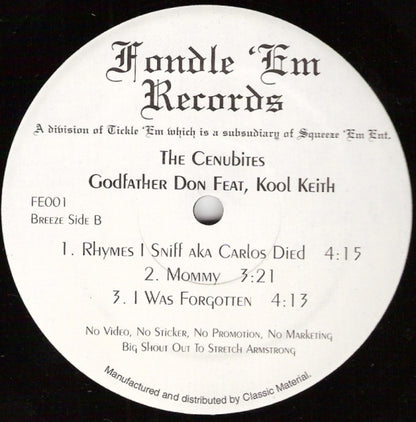 Fondle 'Em
Records
A division of Tickle 'Em which is a subsudiary of Squeeze 'Em Ent.
The Cenubites
Godfather Don Feat, Kool Keith
FE001
Breeze Side B
1. Rhymes I Sniff aka Carlos Died 4:15
2. Mommy 3:21
3. I Was Forgotten 4:13
No Video, No Sticker, No Promotion, No Marketing
Big Shout Out To Stretch Armstrong
Manufactured and distributed by Classic Material.